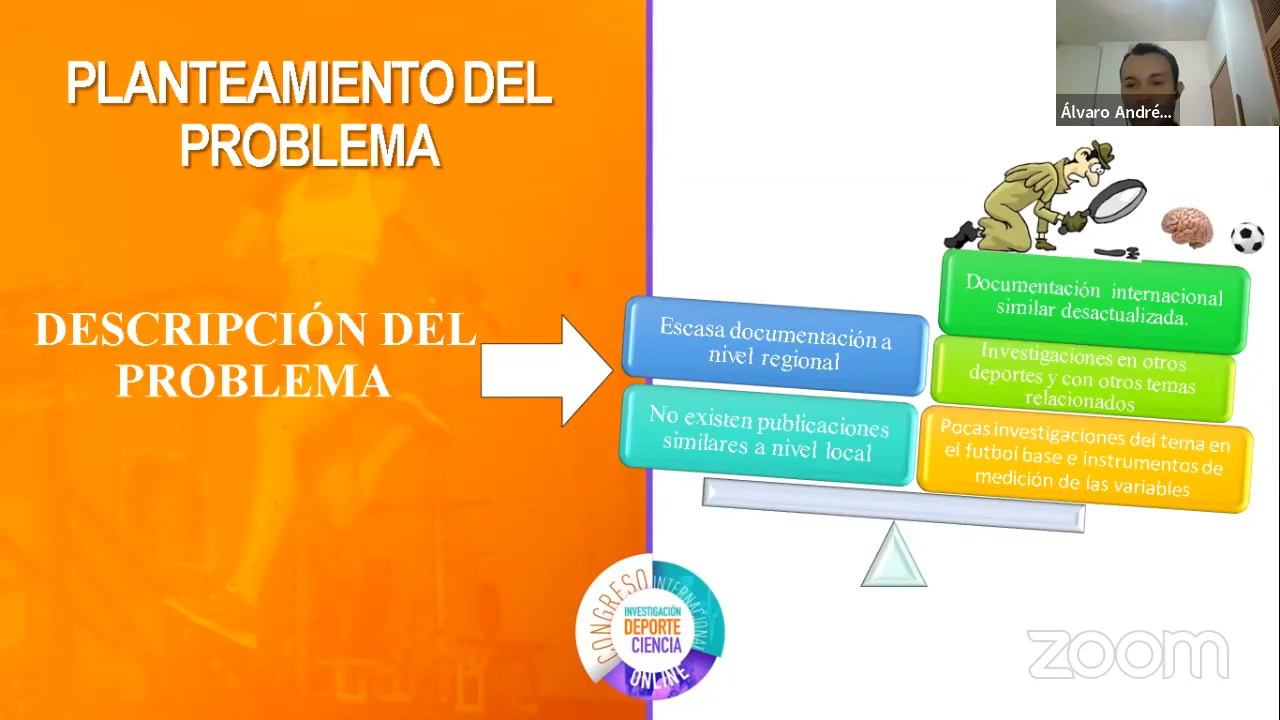 PLANTEAMIENTO DEL
PROBLEMA
DESCRIPCIÓN DEL
PROBLEMA
Álvaro André...
Documentación internacional
similar desactualizada.
Escasa documentación a
nivel regional
Investigaciones en otros
deportes y con otros temas
relacionados
No existen publicaciones
similares a nivel local
Pocas investigaciones del tema en
el futbol base e instrumentos de
medición de las variables
CONGRESO INTERNACIONAL
INVESTIGACIÓN
DEPORTE
CIENCIA
ONLINE
zoom